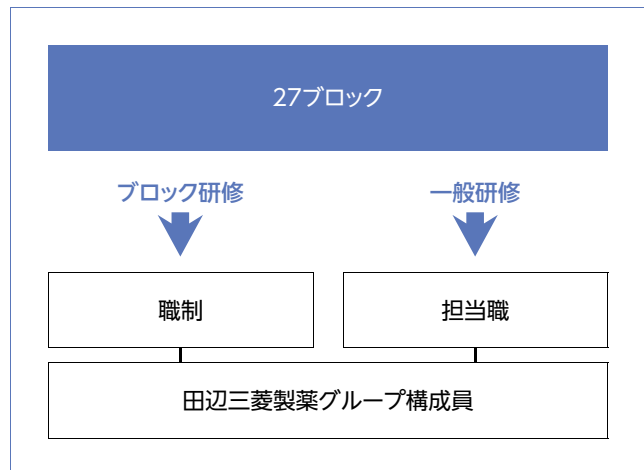 27ブロック
ブロック研修
一般研修
職制
担当職
田辺三菱製薬グループ構成員